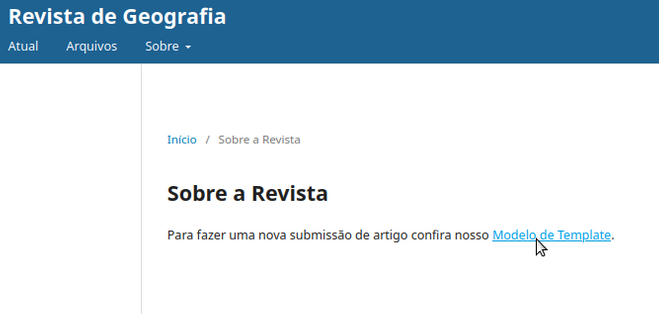 Revista de Geografia
Atual Arquivos Sobre
Início / Sobre a Revista
Sobre a Revista
Para fazer uma nova submissão de artigo confira nosso Modelo de Template.